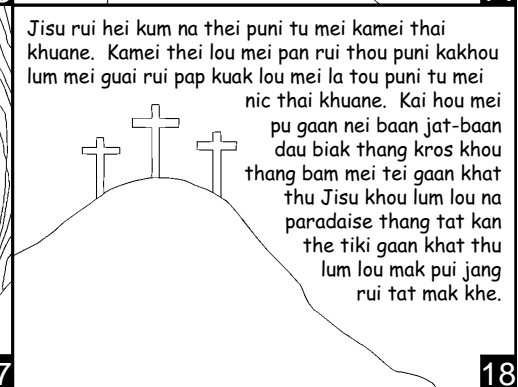 Jisu rui hei kum na thei puni tu mei kamei thai
khuane. Kamei thei lou mei pan rui thou puni kakhou
lum mei guai rui pap kuak lou mei la tou puni tu mei
nic thai khuane. Kai hou mei
pu gaan nei baan jat-baan
dau biak thang kros khou
thang bam mei tei gaan khat
thu Jisu khou lum lou na
paradaise thang tat kan
the tiki gaan khat thu
lum lou mak pui jang
rui tat mak khe.
18